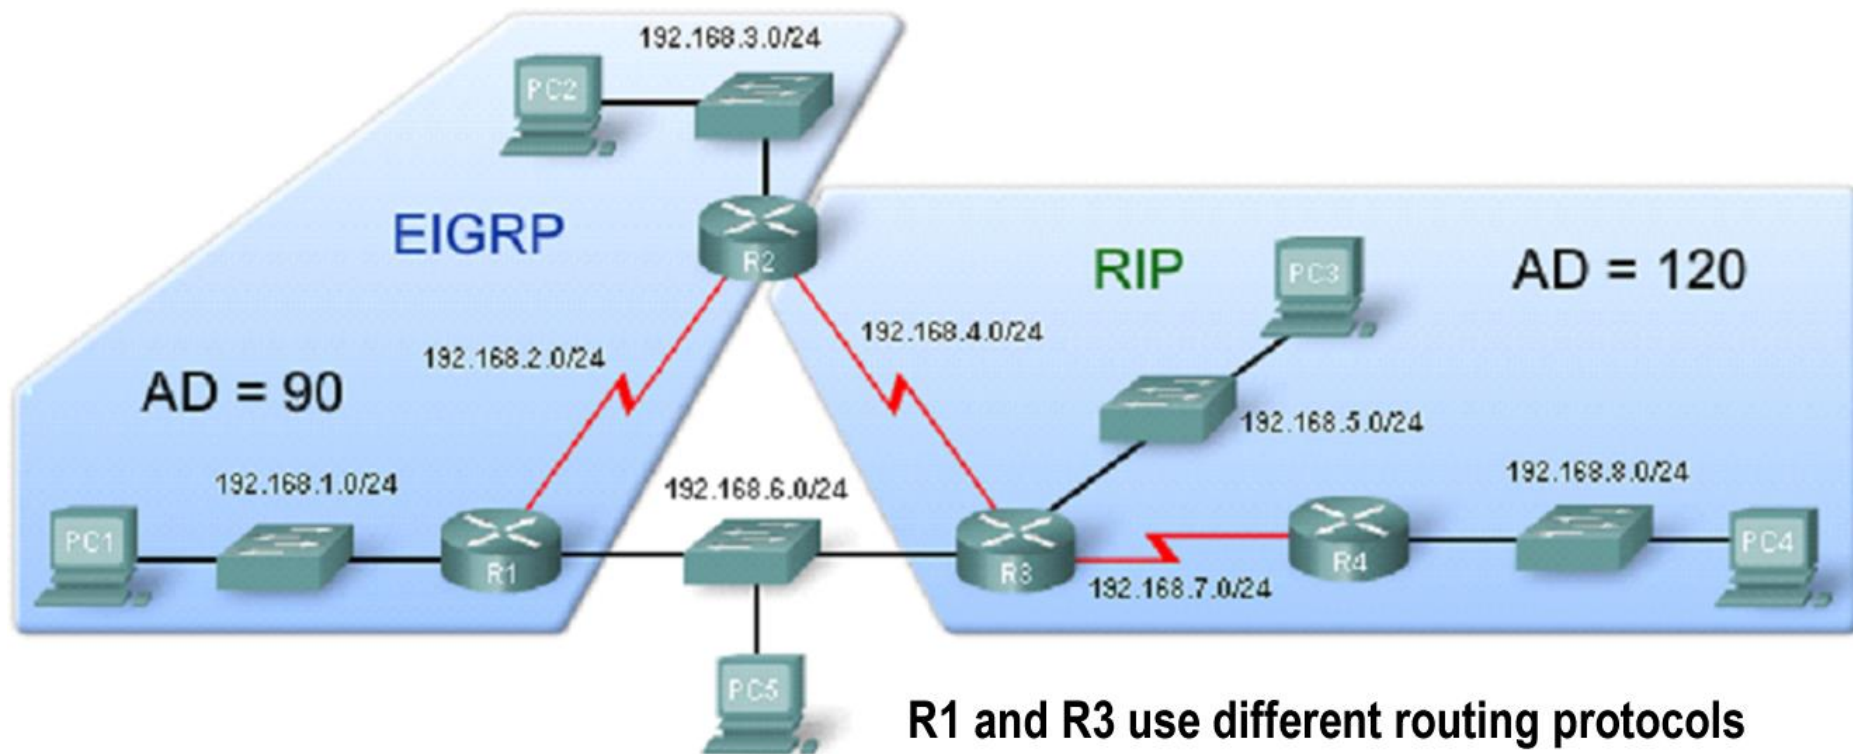 192.168.3.0/24
PC2
EIGRP
R2
RIP
PC3
AD = 120
192.168.4.0/24
192.168.2.0/24
AD = 90
192.168.5.0/24
192.168.1.0/24
192.168.6.0/24
192.168.8.0/24
PC1
R1
R3
R4
PC4
192.168.7.0/24
PC5
R1 and R3 use different routing protocols